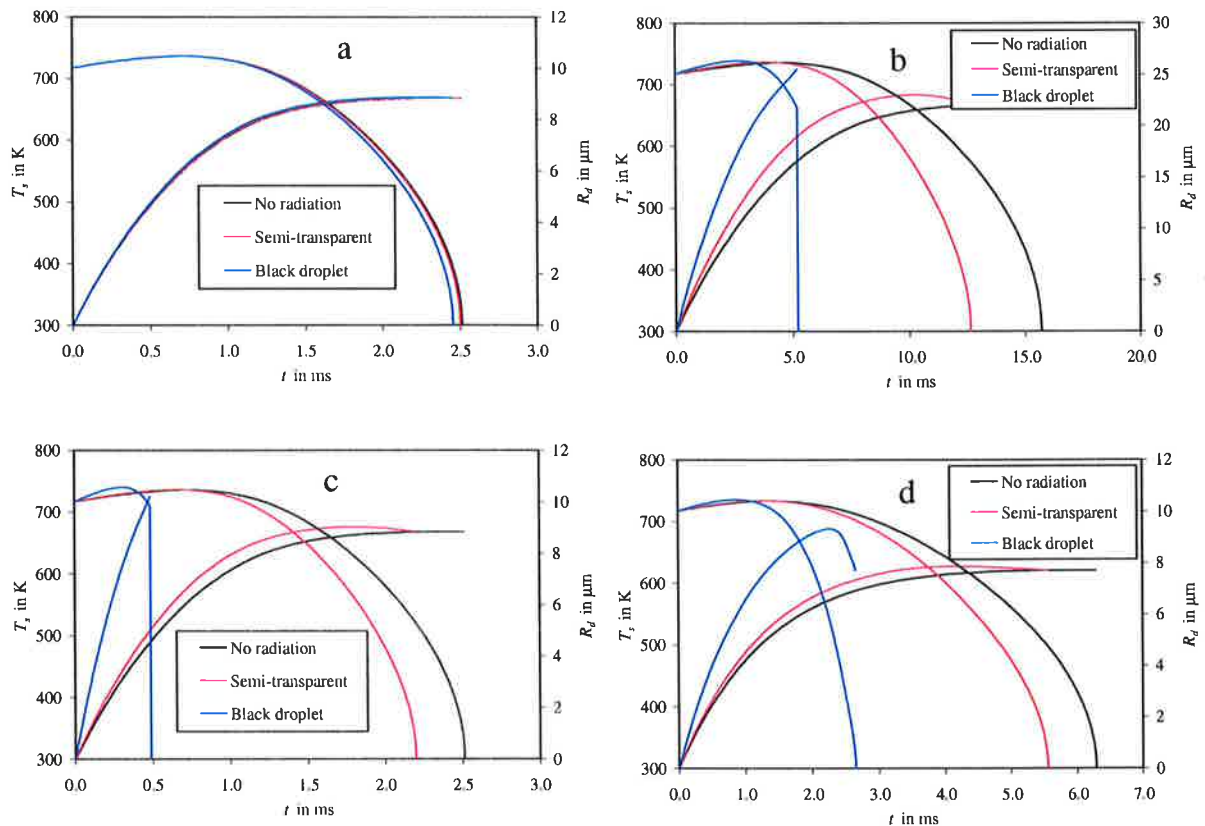 a
800
700
600
500
400
300
T_s in K
12
10
8
6
4
2
0
R_d in µm
No radiation
Semi-transparent
Black droplet
0.0 0.5 1.0 1.5 2.0 2.5 3.0
t in ms
b
800
700
600
500
400
300
T_s in K
30
25
20
15
10
5
0
R_d in µm
No radiation
Semi-transparent
Black droplet
0.0 5.0 10.0 15.0 20.0
t in ms
c
800
700
600
500
400
300
T_s in K
12
10
8
6
4
2
0
R_d in µm
No radiation
Semi-transparent
Black droplet
0.0 0.5 1.0 1.5 2.0 2.5 3.0
t in ms
d
800
700
600
500
400
300
T_s in K
12
10
8
6
4
2
0
R_d in µm
No radiation
Semi-transparent
Black droplet
0.0 1.0 2.0 3.0 4.0 5.0 6.0 7.0
t in ms